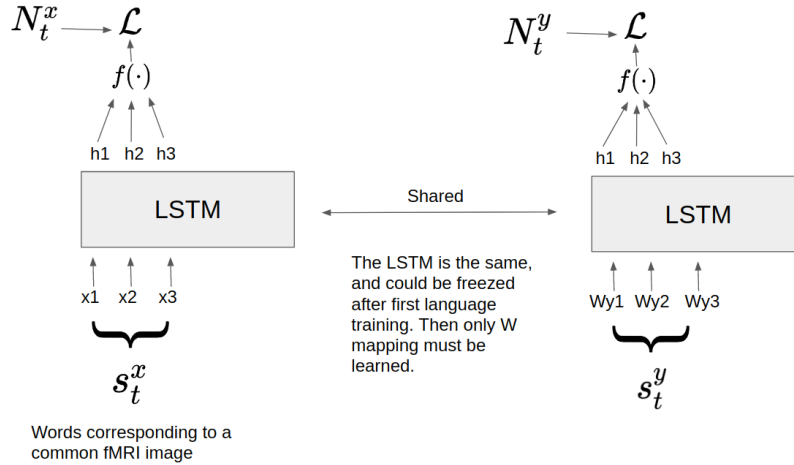 N_t^x ℒ
f(·)
h1 h2 h3
LSTM
x1 x2 x3
s_t^x
Words corresponding to a
common fMRI image
Shared
The LSTM is the same,
and could be freezed
after first language
training. Then only W
mapping must be
learned.
N_t^y ℒ
f(·)
h1 h2 h3
LSTM
Wy1 Wy2 Wy3
s_t^y